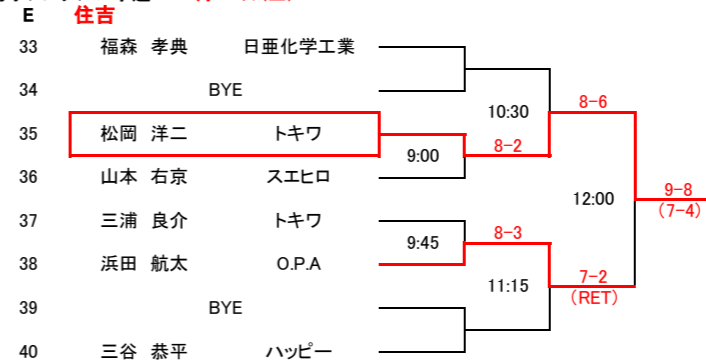 E 住吉
33 福森 孝典 日亜化学工業
34 BYE
10:30 8-6
35 松岡 洋二 トキワ
9:00 8-2
36 山本 右京 スエヒロ
12:00 9-8
(7-4)
37 三浦 良介 トキワ
9:45 8-3
38 浜田 航太 O.P.A
11:15 7-2
(RET)
39 BYE
40 三谷 恭平 ハッピー